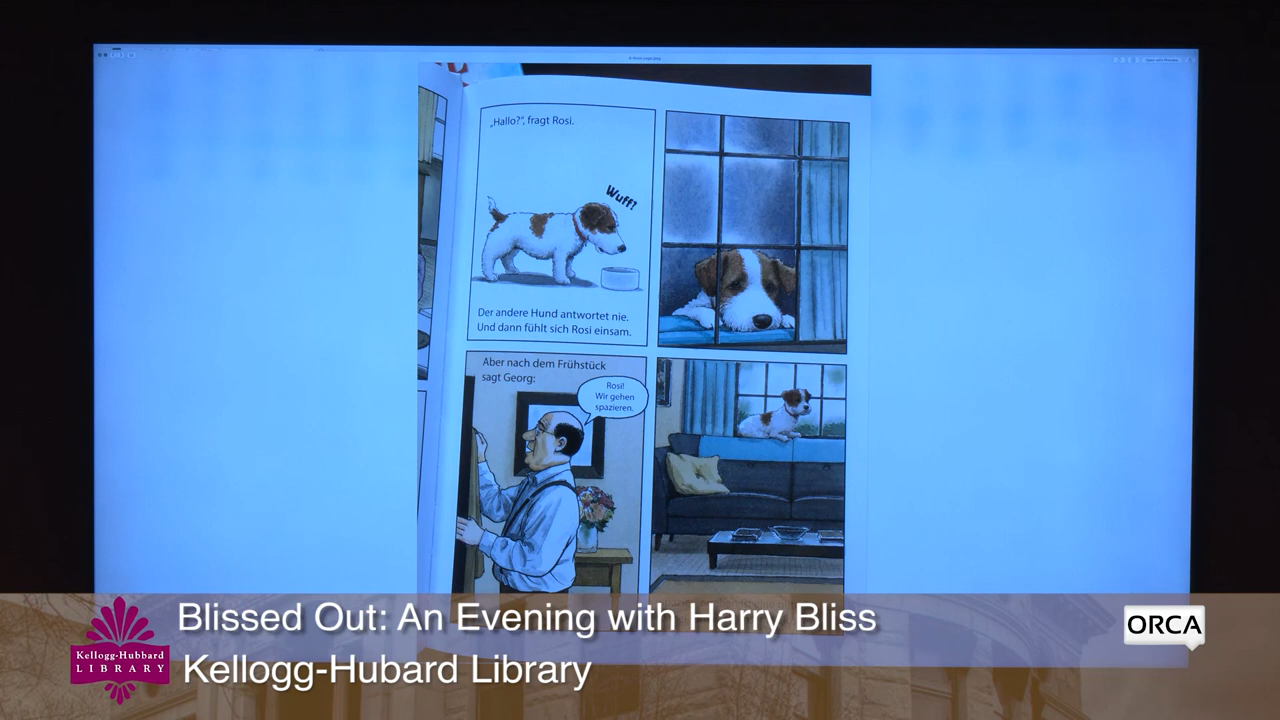 „Hallo?", fragt Rosi.
Wuff?
Der andere Hund antwortet nie.
Und dann fühlt sich Rosi einsam.
Aber nach dem Frühstück
sagt Georg:
Rosi!
Wir gehen
spazieren.
Blissed Out: An Evening with Harry Bliss
Kellogg-Hubbard
LIBRARY
Kellogg-Hubard Library
ORCA